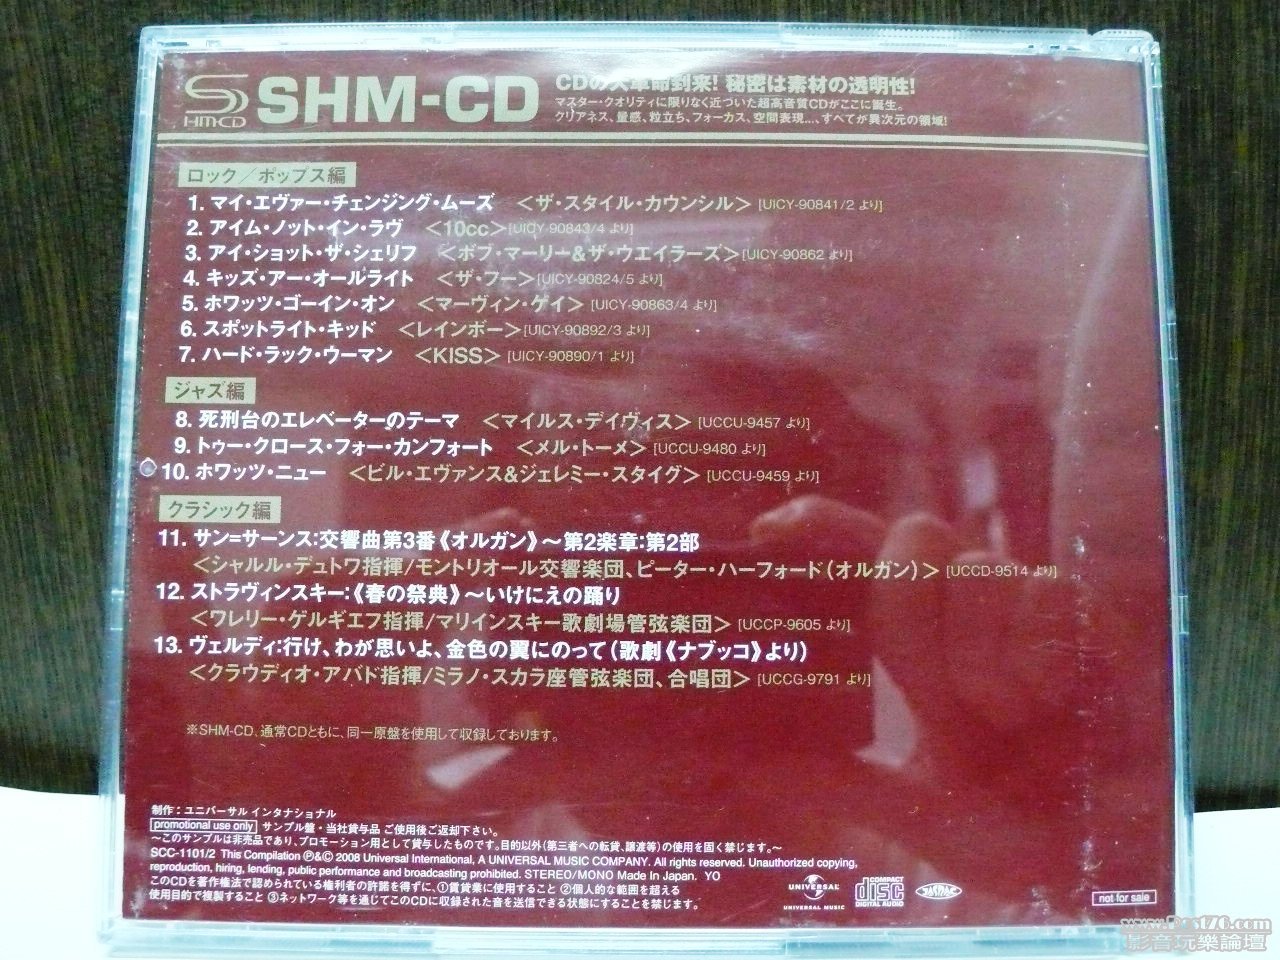 SHM-CD
HMCD
CDの大革命到来! 秘密は素材の透明性!
マスター・クオリティに限りなく近づいた超高音質CDがここに誕生。
クリアネス、量感、粒立ち、フォーカス、空間表現…、すべてが異次元の領域!
ロック/ポップス編
1. マイ・エヴァー・チェンジング・ムーズ <ザ・スタイル・カウンシル> [UICY-90841/2 より]
2. アイム・ノット・イン・ラヴ <10cc> [UICY-90843/4 より]
3. アイ・ショット・ザ・シェリフ <ボブ・マーリー&ザ・ウエイラーズ> [UICY-90862 より]
4. キッズ・アー・オールライト <ザ・フー> [UICY-90824/5 より]
5. ホワッツ・ゴーイン・オン <マーヴィン・ゲイ> [UICY-90863/4 より]
6. スポットライト・キッド <レインボー> [UICY-90892/3 より]
7. ハード・ラック・ウーマン <KISS> [UICY-90890/1 より]
ジャズ編
8. 死刑台のエレベーターのテーマ <マイルス・デイヴィス> [UCCU-9457 より]
9. トゥー・クロース・フォー・カンフォート <メル・トーメ> [UCCU-9480 より]
10. ホワッツ・ニュー <ビル・エヴァンス&ジェレミー・スタイグ> [UCCU-9459 より]
クラシック編
11. サン=サーンス:交響曲第3番《オルガン》〜第2楽章:第2部
<シャルル・デュトワ指揮/モントリオール交響楽団、ピーター・ハーフォード(オルガン)> [UCCD-9514 より]
12. ストラヴィンスキー:《春の祭典》〜いけにえの踊り
<ワレリー・ゲルギエフ指揮/マリインスキー歌劇場管弦楽団> [UCCP-9605 より]
13. ヴェルディ:行け、わが思いよ、金色の翼にのって(歌劇《ナブッコ》より)
<クラウディオ・アバド指揮/ミラノ・スカラ座管弦楽団、合唱団> [UCCG-9791 より]
※SHM-CD、通常CDともに、同一原盤を使用して収録しております。
制作:ユニバーサル インタナショナル
promotional use only サンプル盤・当社貸与品 ご使用後ご返却下さい。
〜このサンプルは非売品であり、プロモーション用として貸与したものです。目的以外(第三者への転貸、譲渡等)の使用を固く禁じます。〜
SCC-1101/2 This Compilation ℗&© 2008 Universal International, A UNIVERSAL MUSIC COMPANY. All rights reserved. Unauthorized copying,
reproduction, hiring, lending, public performance and broadcasting prohibited. STEREO/MONO Made In Japan. YO
このCDを著作権法で認められている権利者の許諾を得ずに、①賃貸業に使用すること ②個人的な範囲を超える
使用目的で複製すること ③ネットワーク等を通じてこのCDに収録された音を送信できる状態にすることを禁じます。
UNIVERSAL
UNIVERSAL MUSIC
COMPACT
disc
DIGITAL AUDIO
JASRAC
not for sale
www.Post76.com
影音玩樂論壇